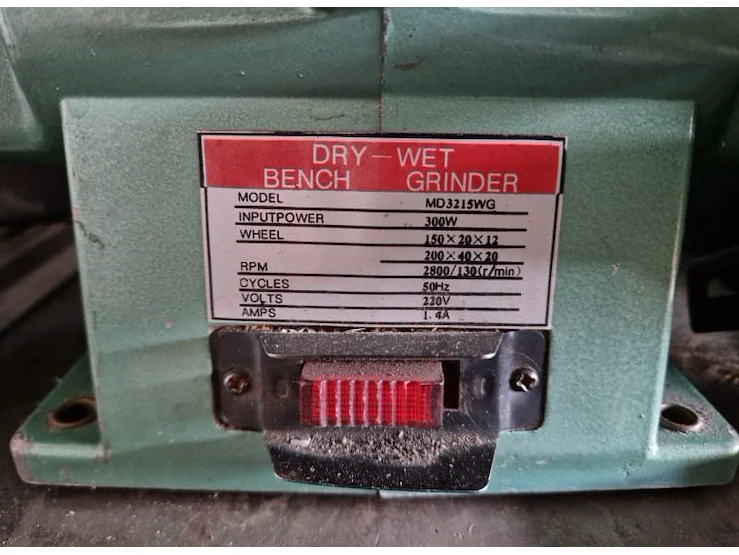 DRY—WET
BENCH GRINDER
MODEL MD3215WG
INPUTPOWER 300W
WHEEL 150×20×12
200×40×20
RPM 2800/130(r/min)
CYCLES 50Hz
VOLTS 220V
AMPS 1.4A